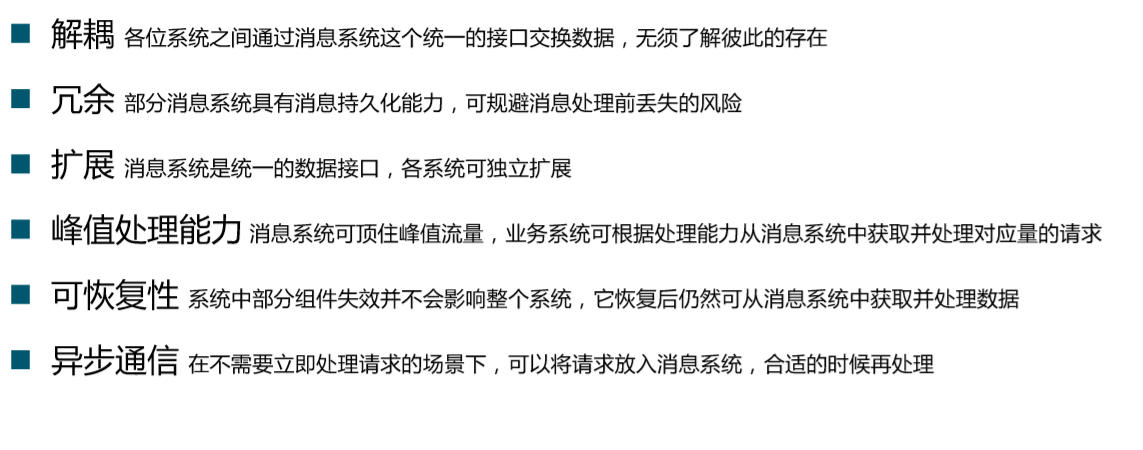 解耦 各位系统之间通过消息系统这个统一的接口交换数据，无须了解彼此的存在
冗余 部分消息系统具有消息持久化能力，可规避消息处理前丢失的风险
扩展 消息系统是统一的数据接口，各系统可独立扩展
峰值处理能力 消息系统可顶住峰值流量，业务系统可根据处理能力从消息系统中获取并处理对应量的请求
可恢复性 系统中部分组件失效并不会影响整个系统，它恢复后仍然可从消息系统中获取并处理数据
异步通信 在不需要立即处理请求的场景下，可以将请求放入消息系统，合适的时候再处理